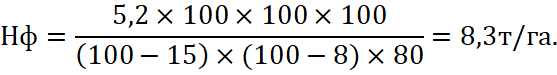 Нф = 5,2 × 100 × 100 × 100 / (100 − 15) × (100 − 8) × 80 = 8,3т/га.